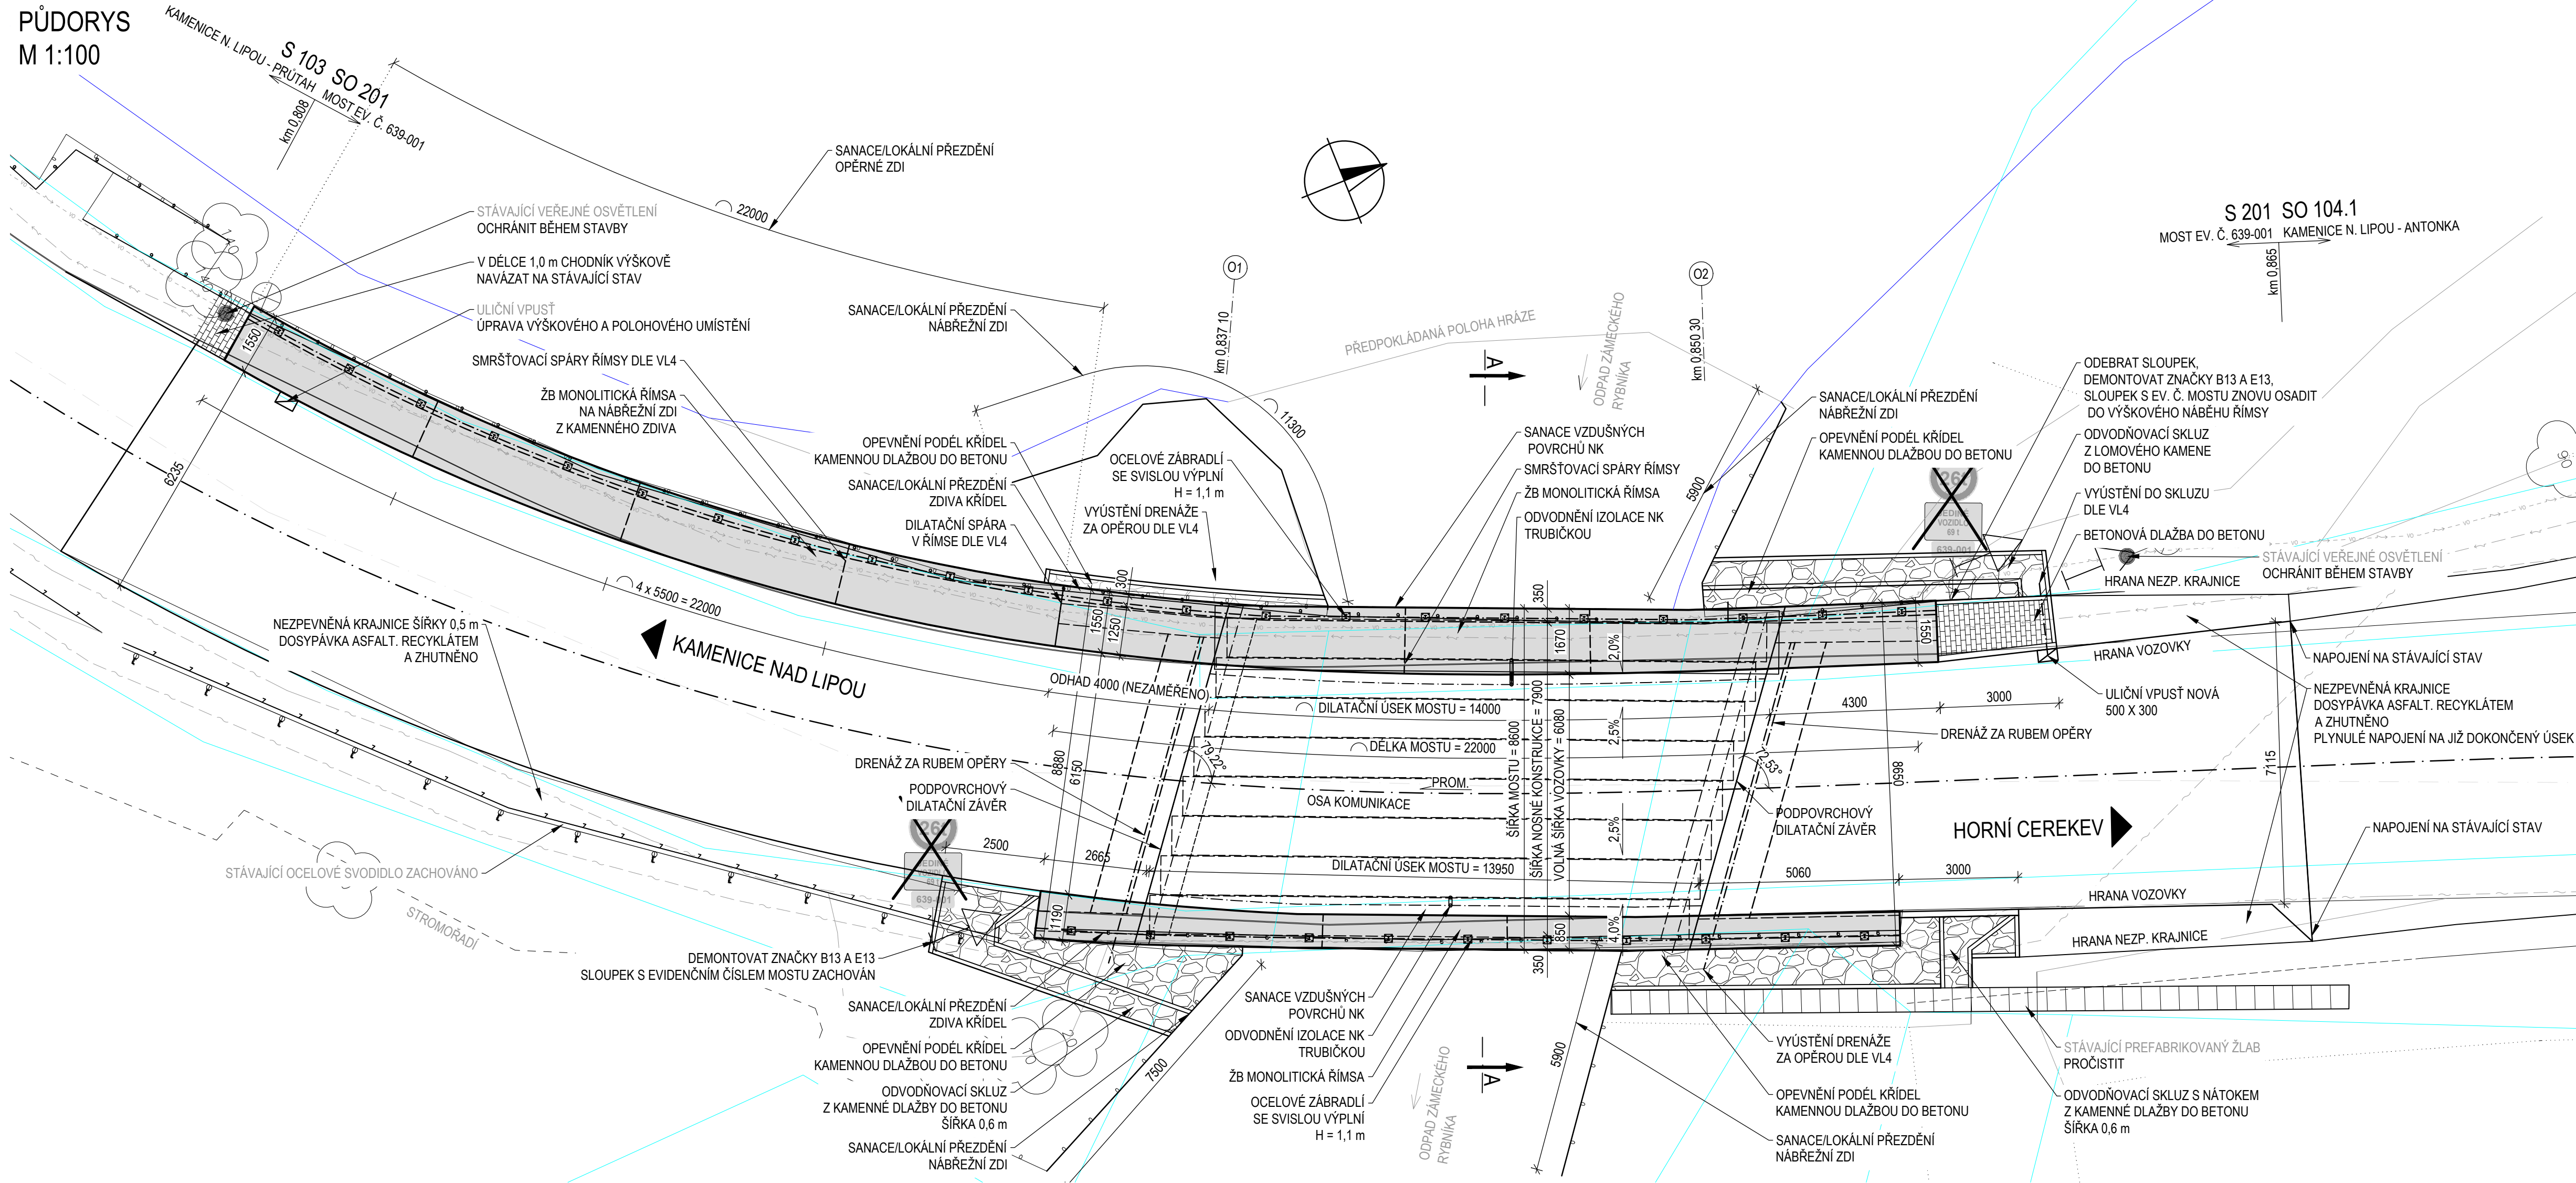 PŮDORYS
M 1:100
KAMENICE N. LIPOU - PRŮTAH
S 103 SO 201
MOST EV. Č. 639-001
km 0,808
SANACE/LOKÁLNÍ PŘEZDĚNÍ
OPĚRNÉ ZDI
22000
STÁVAJÍCÍ VEŘEJNÉ OSVĚTLENÍ
OCHRÁNIT BĚHEM STAVBY
V DÉLCE 1,0 m CHODNÍK VÝŠKOVĚ
NAVÁZAT NA STÁVAJÍCÍ STAV
ULIČNÍ VPUSŤ
ÚPRAVA VÝŠKOVÉHO A POLOHOVÉHO UMÍSTĚNÍ
SMRŠŤOVACÍ SPÁRY ŘÍMSY DLE VL4
ŽB MONOLITICKÁ ŘÍMSA
NA NÁBŘEŽNÍ ZDI
Z KAMENNÉHO ZDIVA
SANACE/LOKÁLNÍ PŘEZDĚNÍ
NÁBŘEŽNÍ ZDI
OPEVNĚNÍ PODÉL KŘÍDEL
KAMENNOU DLAŽBOU DO BETONU
SANACE/LOKÁLNÍ PŘEZDĚNÍ
ZDIVA KŘÍDEL
DILATAČNÍ SPÁRA
V ŘÍMSE DLE VL4
OCELOVÉ ZÁBRADLÍ
SE SVISLOU VÝPLNÍ
H = 1,1 m
VYÚSTĚNÍ DRENÁŽE
ZA OPĚROU DLE VL4
11300
O1
km 0,837 10
O2
km 0,850 30
PŘEDPOKLÁDANÁ POLOHA HRÁZE
ODPAD ZÁMECKÉHO
RYBNÍKA
A
SANACE VZDUŠNÝCH
POVRCHŮ NK
SMRŠŤOVACÍ SPÁRY ŘÍMSY
ŽB MONOLITICKÁ ŘÍMSA
ODVODNĚNÍ IZOLACE NK
TRUBIČKOU
5900
SANACE/LOKÁLNÍ PŘEZDĚNÍ
NÁBŘEŽNÍ ZDI
OPEVNĚNÍ PODÉL KŘÍDEL
KAMENNOU DLAŽBOU DO BETONU
S 201 SO 104.1
MOST EV. Č. 639-001 KAMENICE N. LIPOU - ANTONKA
km 0,865
ODEBRAT SLOUPEK,
DEMONTOVAT ZNAČKY B13 A E13,
SLOUPEK S EV. Č. MOSTU ZNOVU OSADIT
DO VÝŠKOVÉHO NÁBĚHU ŘÍMSY
ODVODŇOVACÍ SKLUZ
Z LOMOVÉHO KAMENE
DO BETONU
VYÚSTĚNÍ DO SKLUZU
DLE VL4
BETONOVÁ DLAŽBA DO BETONU
STÁVAJÍCÍ VEŘEJNÉ OSVĚTLENÍ
OCHRÁNIT BĚHEM STAVBY
HRANA NEZP. KRAJNICE
26t
JEDINÉ
VOZIDLO
69 t
639-001
1550
6235
4 x 5500 = 22000
KAMENICE NAD LIPOU
NEZPEVNĚNÁ KRAJNICE ŠÍŘKY 0,5 m
DOSYPÁVKA ASFALT. RECYKLÁTEM
A ZHUTNĚNO
300
1550
1250
350
1670
2,0%
1550
HRANA VOZOVKY
NAPOJENÍ NA STÁVAJÍCÍ STAV
ULIČNÍ VPUSŤ NOVÁ
500 X 300
NEZPEVNĚNÁ KRAJNICE
DOSYPÁVKA ASFALT. RECYKLÁTEM
A ZHUTNĚNO
PLYNULÉ NAPOJENÍ NA JIŽ DOKONČENÝ ÚSEK
ODHAD 4000 (NEZAMĚŘENO)
DILATAČNÍ ÚSEK MOSTU = 14000
DÉLKA MOSTU = 22000
4300
3000
DRENÁŽ ZA RUBEM OPĚRY
8880
6150
79,22°
72,53°
2,5%
ŠÍŘKA MOSTU = 8600
ŠÍŘKA NOSNÉ KONSTRUKCE = 7900
VOLNÁ ŠÍŘKA VOZOVKY = 6080
8650
7115
DRENÁŽ ZA RUBEM OPĚRY
PODPOVRCHOVÝ
DILATAČNÍ ZÁVĚR
PROM.
OSA KOMUNIKACE
2,5%
PODPOVRCHOVÝ
DILATAČNÍ ZÁVĚR
HORNÍ CEREKEV
NAPOJENÍ NA STÁVAJÍCÍ STAV
2500
2665
DILATAČNÍ ÚSEK MOSTU = 13950
5060
3000
HRANA VOZOVKY
HRANA NEZP. KRAJNICE
STÁVAJÍCÍ OCELOVÉ SVODIDLO ZACHOVÁNO
STROMOŘADÍ
26t
639-001
1190
850
4,0%
350
DEMONTOVAT ZNAČKY B13 A E13
SLOUPEK S EVIDENČNÍM ČÍSLEM MOSTU ZACHOVÁN
SANACE/LOKÁLNÍ PŘEZDĚNÍ
ZDIVA KŘÍDEL
OPEVNĚNÍ PODÉL KŘÍDEL
KAMENNOU DLAŽBOU DO BETONU
ODVODŇOVACÍ SKLUZ
Z KAMENNÉ DLAŽBY DO BETONU
ŠÍŘKA 0,6 m
SANACE/LOKÁLNÍ PŘEZDĚNÍ
NÁBŘEŽNÍ ZDI
7500
SANACE VZDUŠNÝCH
POVRCHŮ NK
ODVODNĚNÍ IZOLACE NK
TRUBIČKOU
ŽB MONOLITICKÁ ŘÍMSA
OCELOVÉ ZÁBRADLÍ
SE SVISLOU VÝPLNÍ
H = 1,1 m
ODPAD ZÁMECKÉHO
RYBNÍKA
A
5900
VYÚSTĚNÍ DRENÁŽE
ZA OPĚROU DLE VL4
OPEVNĚNÍ PODÉL KŘÍDEL
KAMENNOU DLAŽBOU DO BETONU
SANACE/LOKÁLNÍ PŘEZDĚNÍ
NÁBŘEŽNÍ ZDI
STÁVAJÍCÍ PREFABRIKOVANÝ ŽLAB
PROČISTIT
ODVODŇOVACÍ SKLUZ S NÁTOKEM
Z KAMENNÉ DLAŽBY DO BETONU
ŠÍŘKA 0,6 m